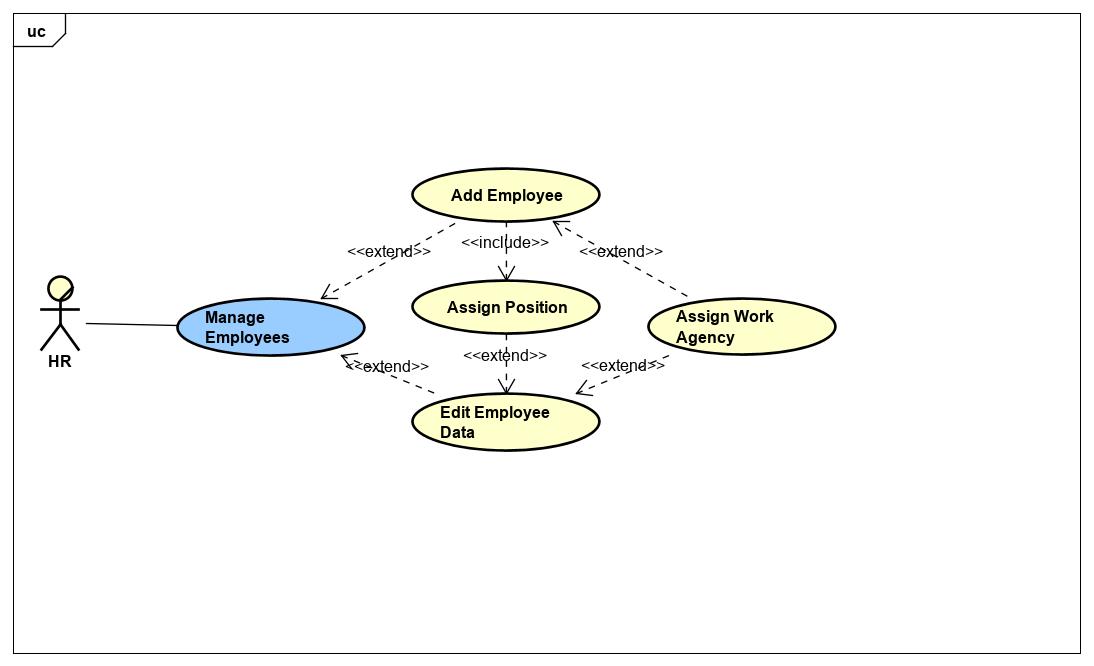 uc
Add Employee
<<extend>>
<<include>>
<<extend>>
Assign Position
HR
Manage
Employees
Assign Work
Agency
<<extend>>
<<extend>>
<<extend>>
Edit Employee
Data